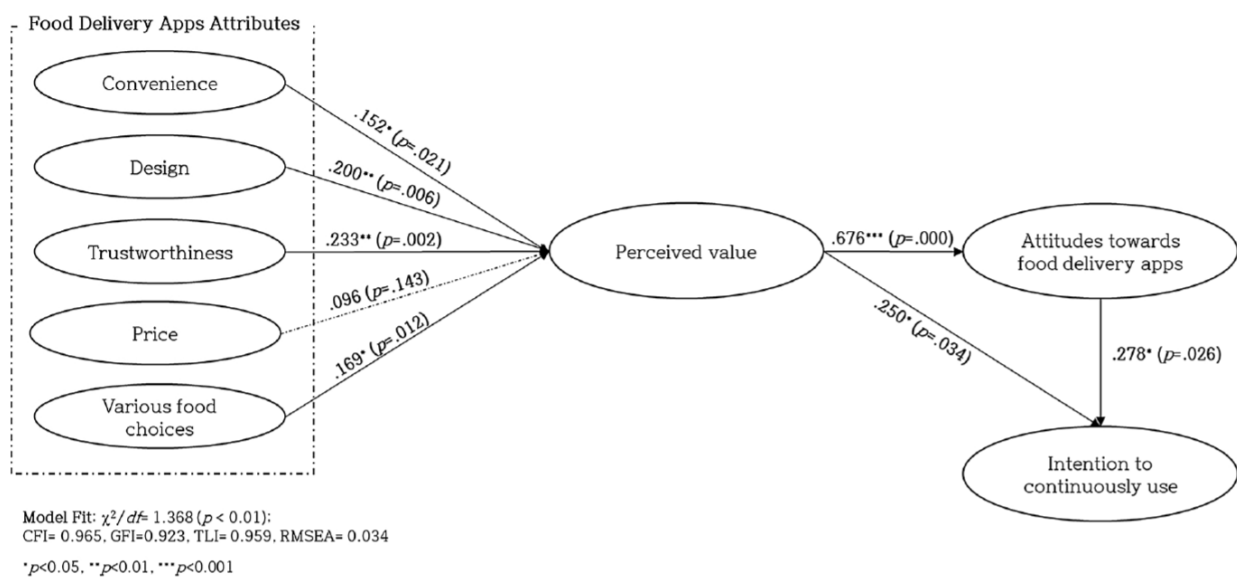 Food Delivery Apps Attributes
Convenience
Design
Trustworthiness
Price
Various food
choices
.152* (p=.021)
.200** (p=.006)
.233** (p=.002)
.096 (p=.143)
.169* (p=.012)
Perceived value
.676*** (p=.000)
.250* (p=.034)
Attitudes towards
food delivery apps
.278* (p=.026)
Intention to
continuously use
Model Fit: χ²/df= 1.368 (p < 0.01);
CFI= 0.965, GFI=0.923, TLI= 0.959, RMSEA= 0.034
*p<0.05, **p<0.01, ***p<0.001